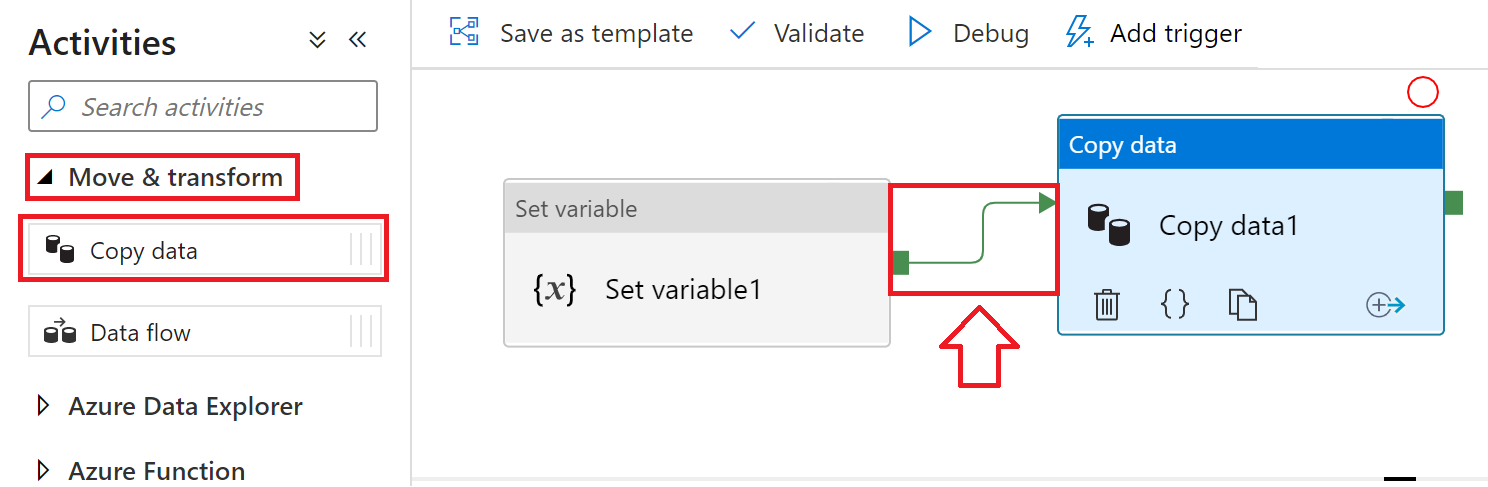 Activities
Search activities
Move & transform
Copy data
Data flow
Azure Data Explorer
Azure Function
Save as template
Validate
Debug
Add trigger
Set variable
{x}
Set variable1
Copy data
Copy data1
{}